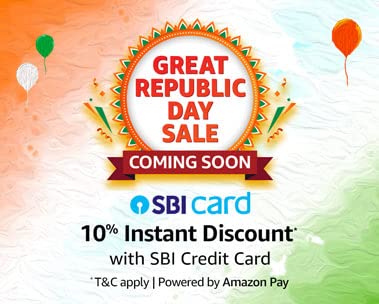 GREAT
REPUBLIC
DAY
SALE
COMING SOON
SBI card
10% Instant Discount*
with SBI Credit Card
*T&C apply | Powered by Amazon Pay